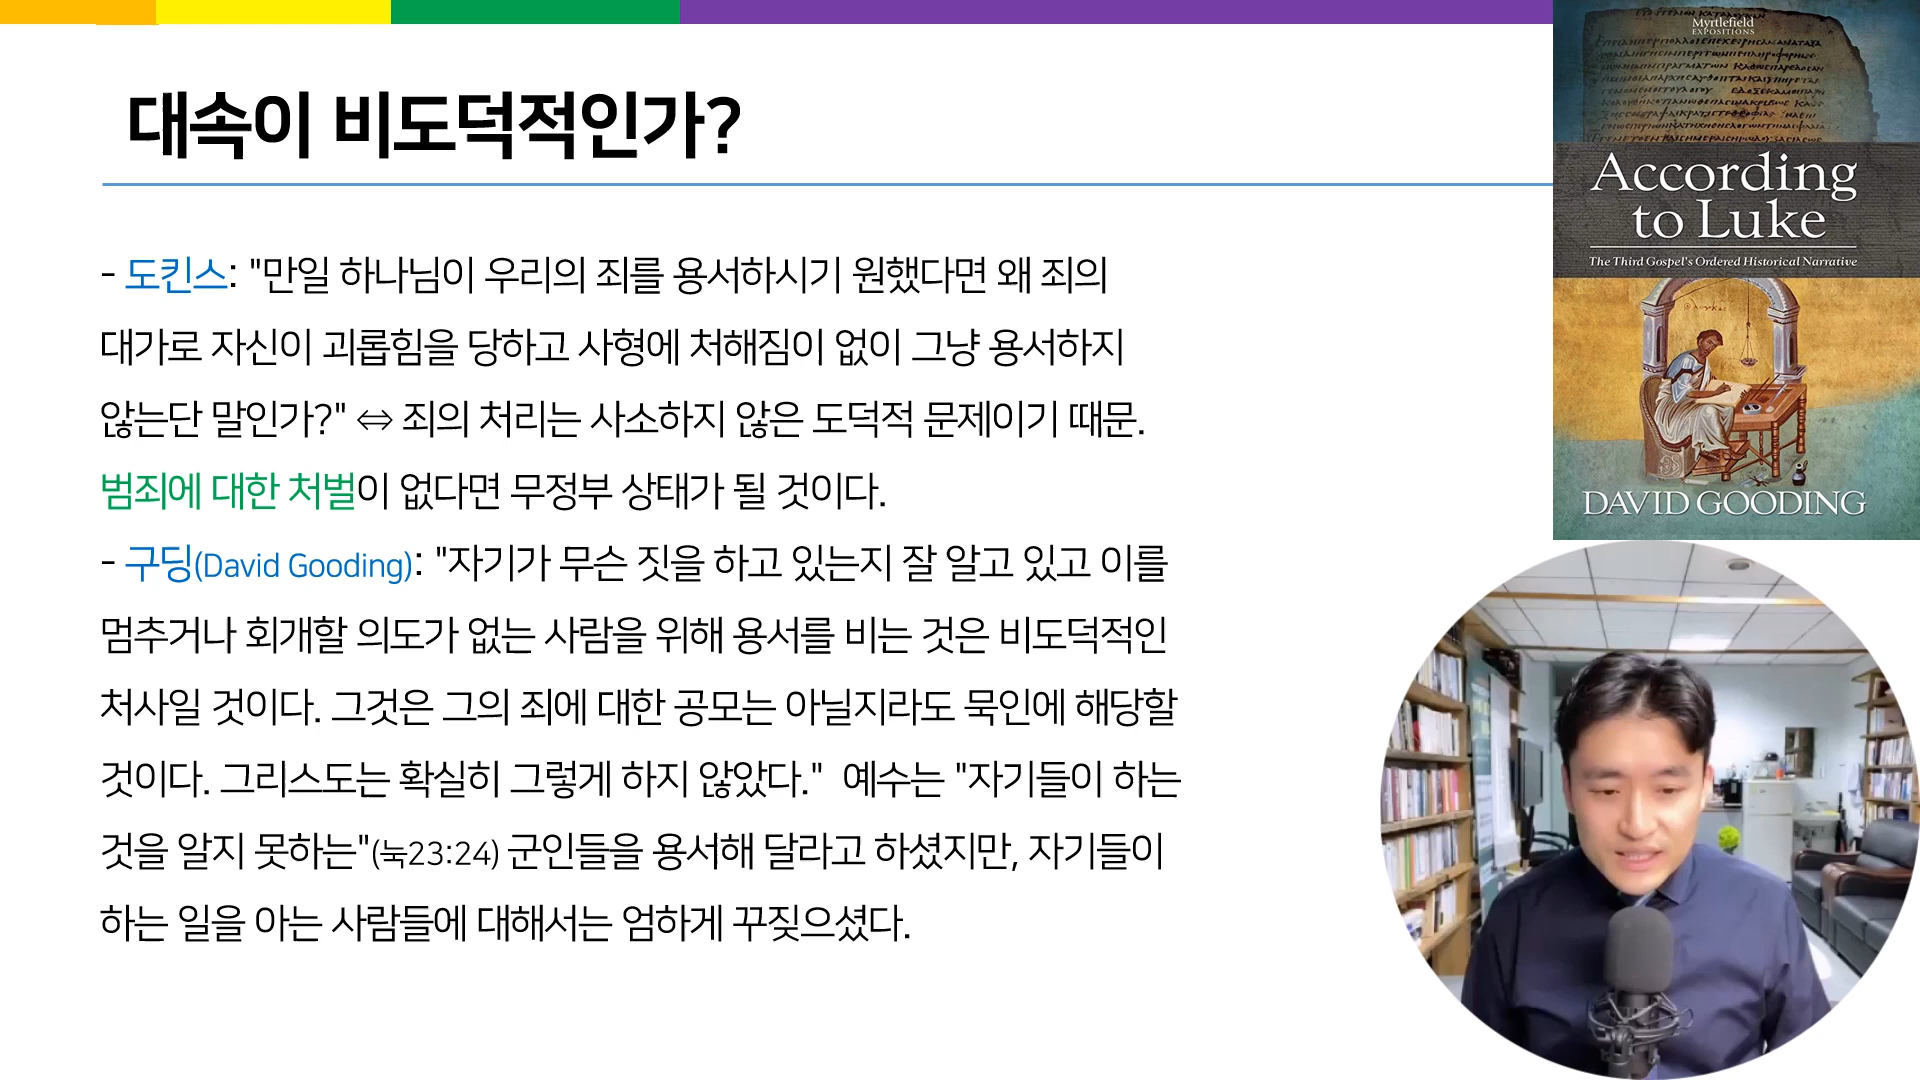 대속이 비도덕적인가?
- 도킨스: "만일 하나님이 우리의 죄를 용서하시기 원했다면 왜 죄의
대가로 자신이 괴롭힘을 당하고 사형에 처해짐이 없이 그냥 용서하지
않는단 말인가?" ⇔ 죄의 처리는 사소하지 않은 도덕적 문제이기 때문.
범죄에 대한 처벌이 없다면 무정부 상태가 될 것이다.
- 구딩(David Gooding): "자기가 무슨 짓을 하고 있는지 잘 알고 있고 이를
멈추거나 회개할 의도가 없는 사람을 위해 용서를 비는 것은 비도덕적인
처사일 것이다. 그것은 그의 죄에 대한 공모는 아닐지라도 묵인에 해당할
것이다. 그리스도는 확실히 그렇게 하지 않았다." 예수는 "자기들이 하는
것을 알지 못하는"(눅23:24) 군인들을 용서해 달라고 하셨지만, 자기들이
하는 일을 아는 사람들에 대해서는 엄하게 꾸짖으셨다.
Myrtlefield
EXPOSITIONS
According
to Luke
The Third Gospel's Ordered Historical Narrative
DAVID GOODING